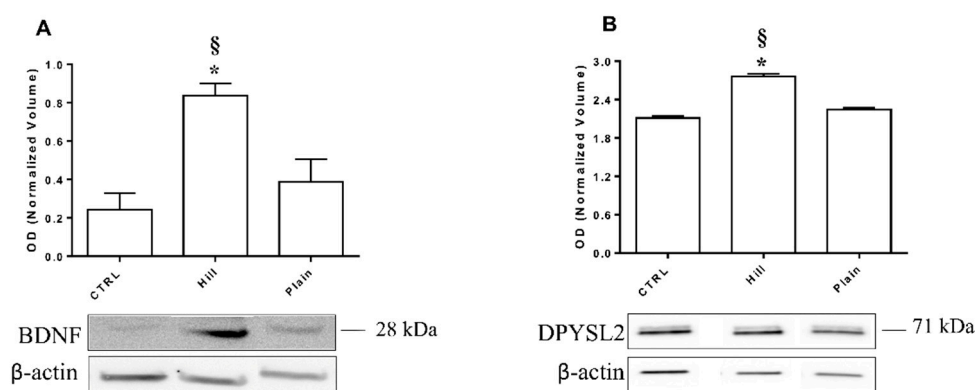 A
§
*
OD (Normalized Volume)
1.0
0.8
0.6
0.4
0.2
0.0
CTRL
Hill
Plain
BDNF
28 kDa
β-actin
B
§
*
OD (Normalized Volume)
3.0
2.4
1.8
1.2
0.6
0.0
CTRL
Hill
Plain
DPYSL2
71 kDa
β-actin